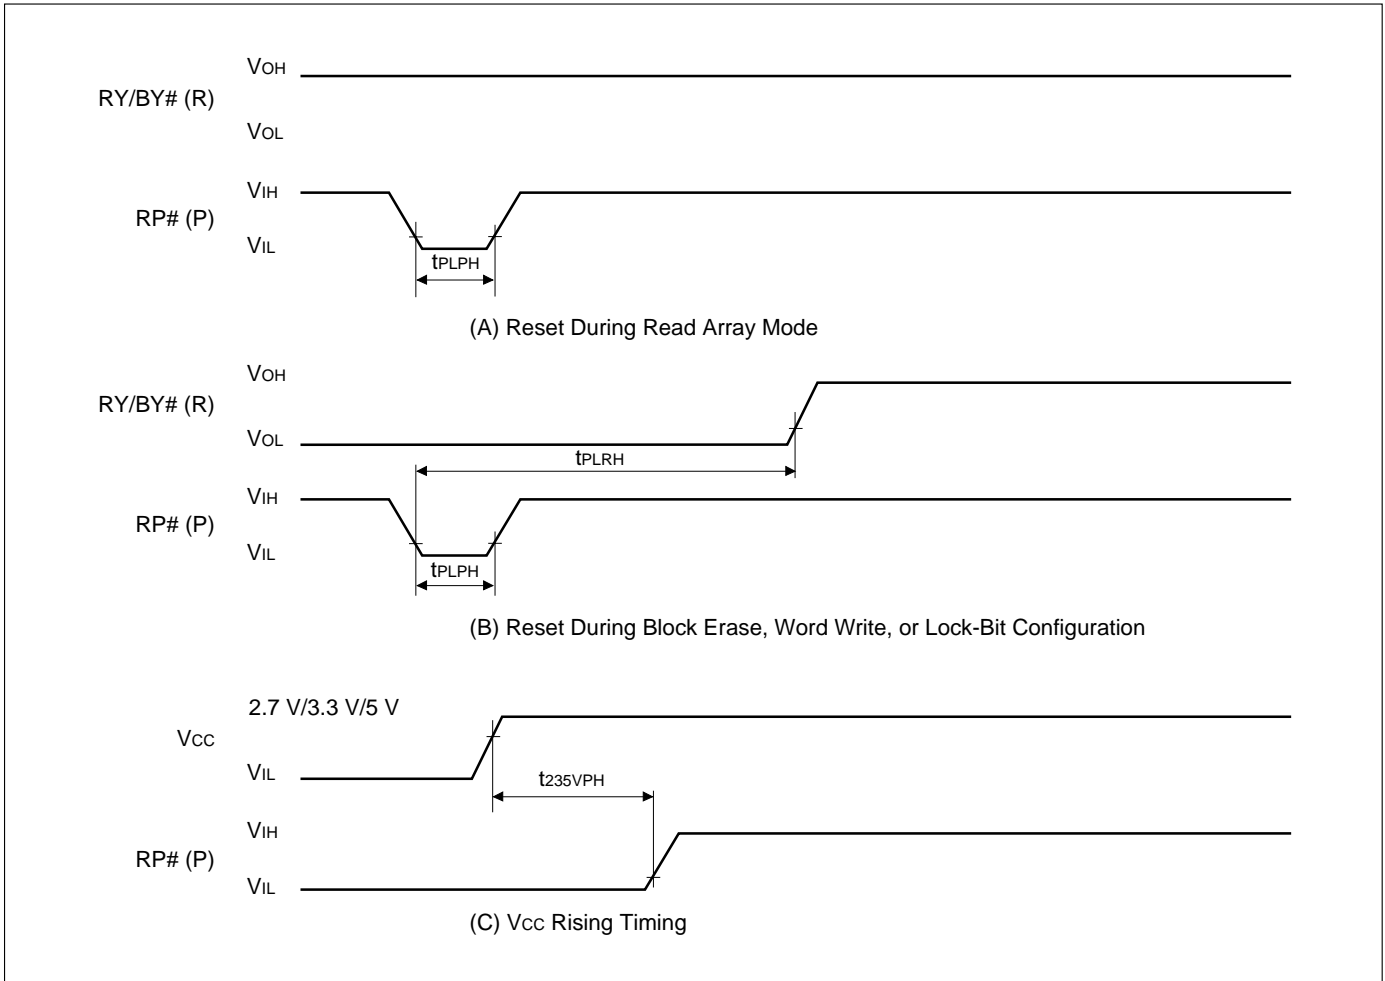 VOH
RY/BY# (R)
VOL
VIH
RP# (P)
VIL
tPLPH
(A) Reset During Read Array Mode
VOH
RY/BY# (R)
VOL
tPLRH
VIH
RP# (P)
VIL
tPLPH
(B) Reset During Block Erase, Word Write, or Lock-Bit Configuration
2.7 V/3.3 V/5 V
VCC
VIL
t235VPH
VIH
RP# (P)
VIL
(C) VCC Rising Timing